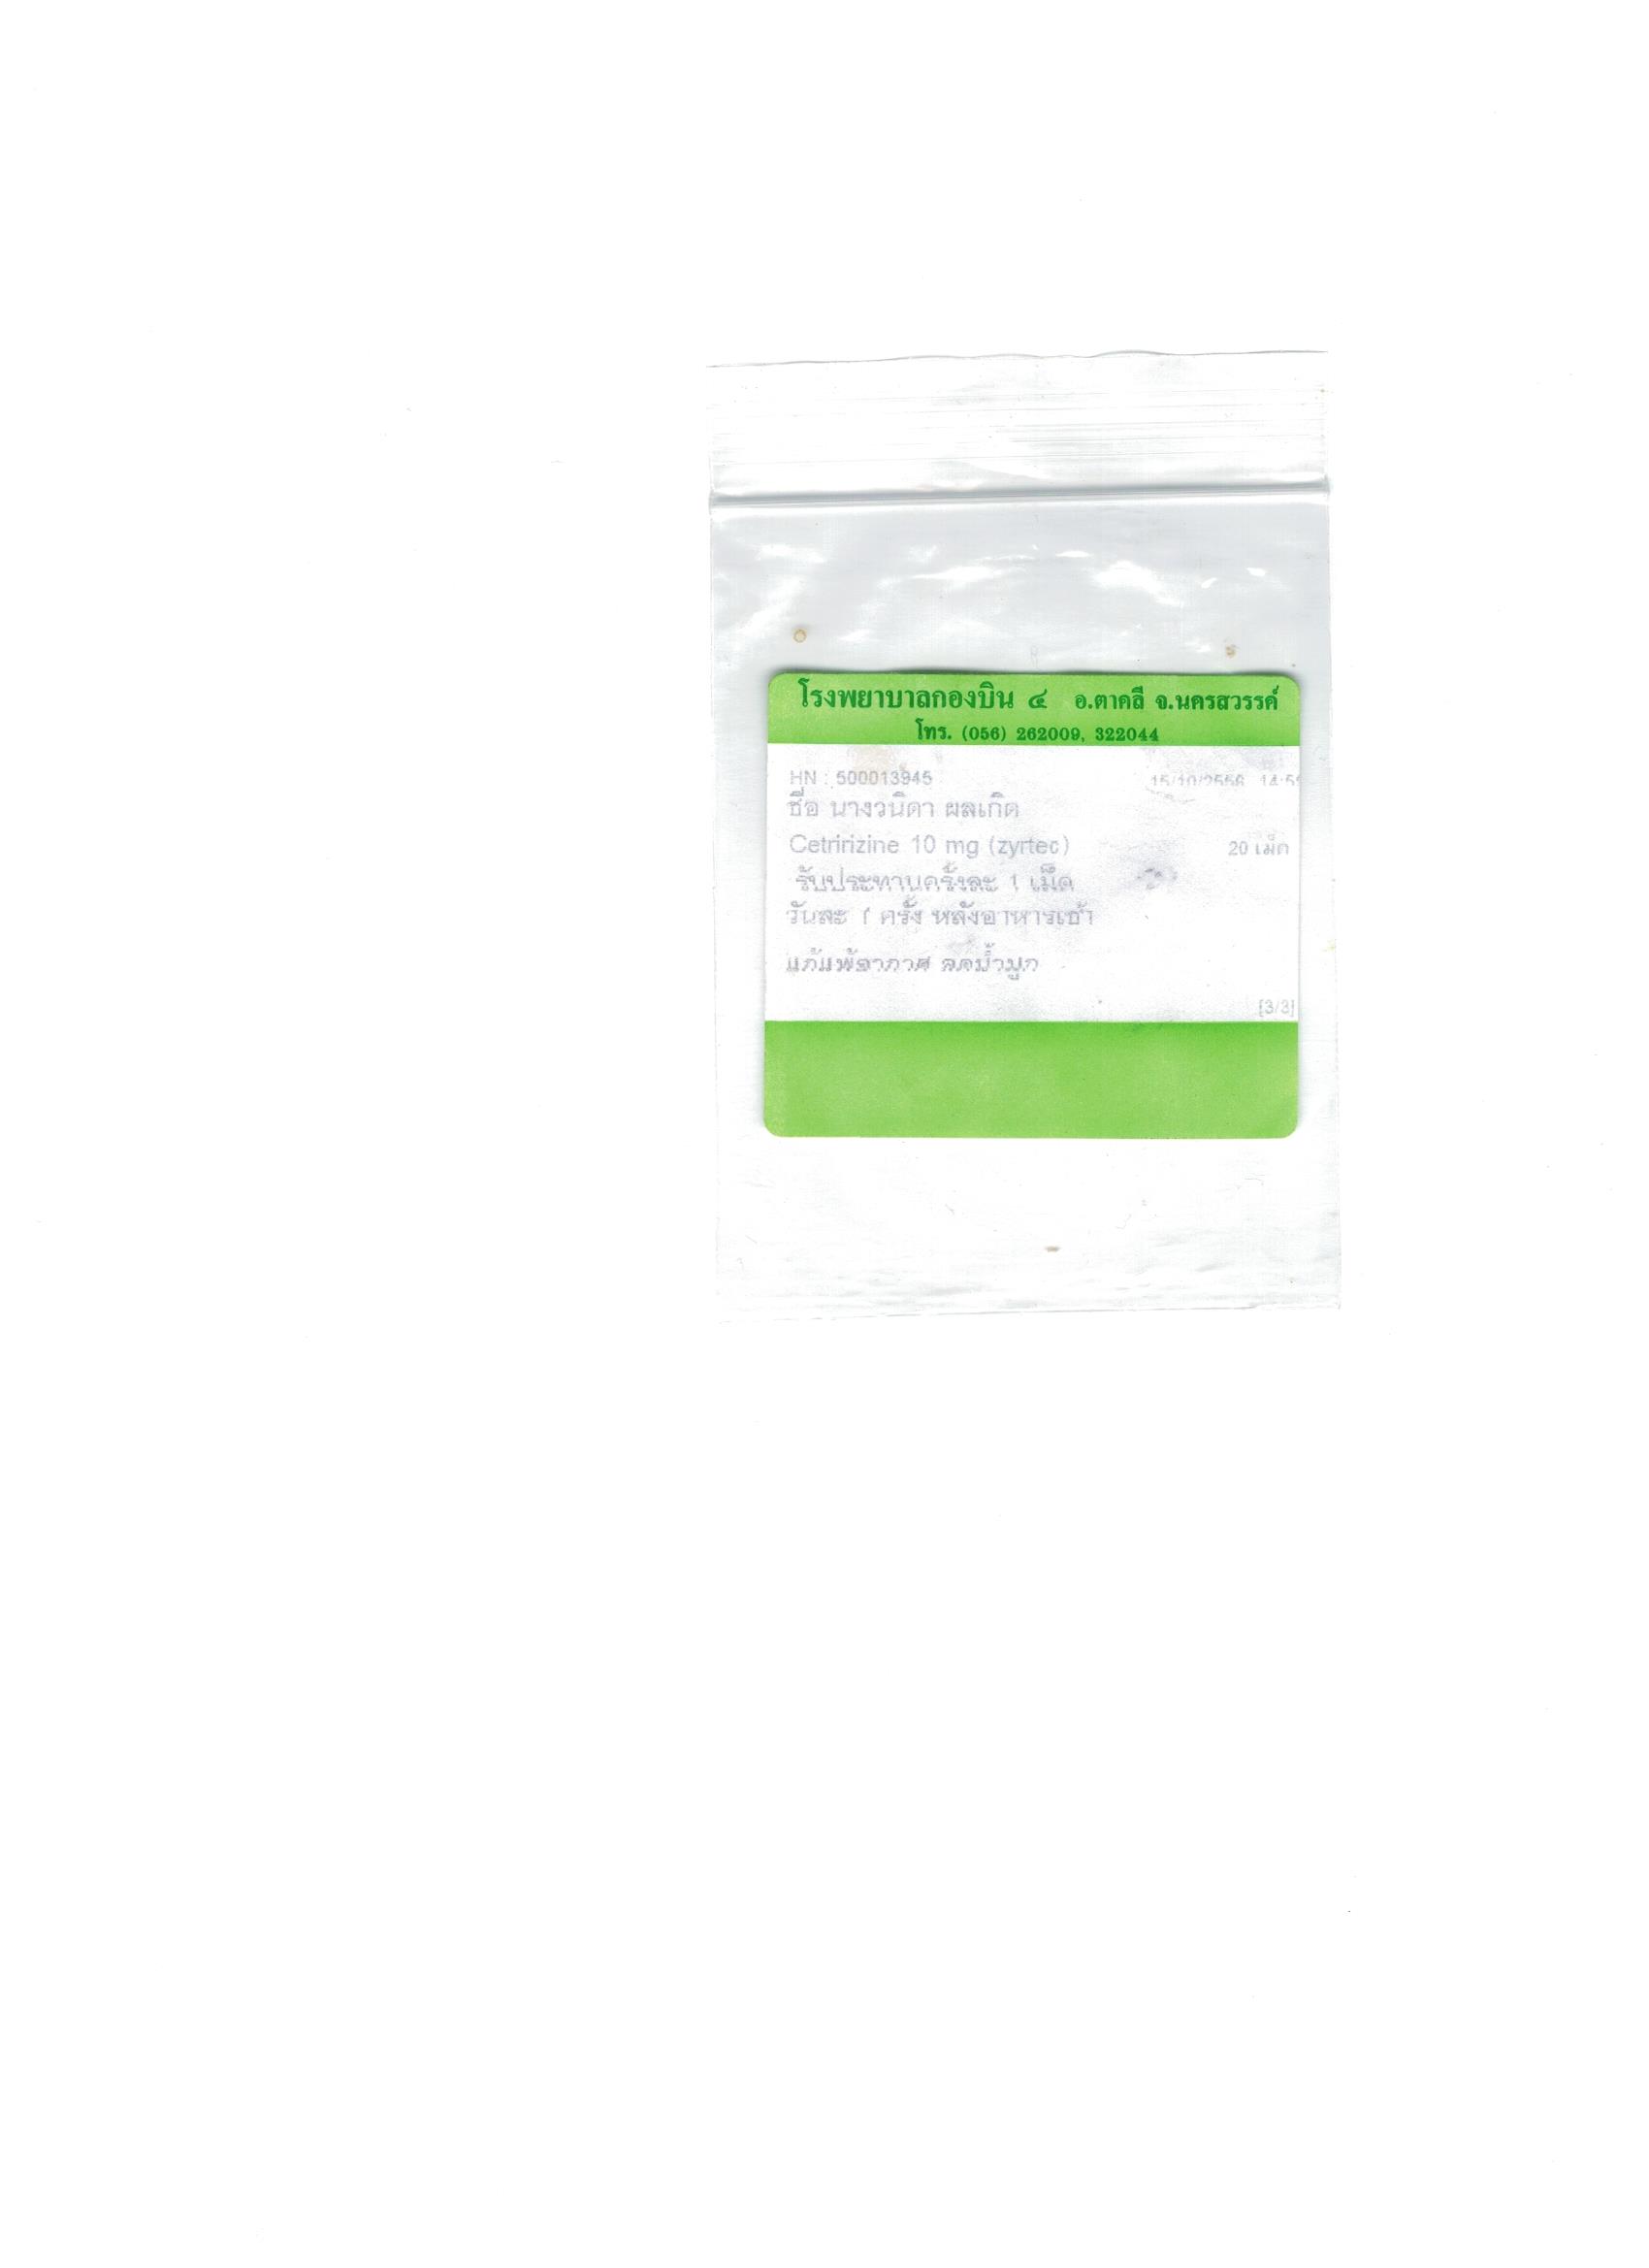 โรงพยาบาลกองบิน ๔ อ.ตาคลี จ.นครสวรรค์
โทร. (056) 262009, 322044
HN : 500013945 15/10/2556 14:5
ชื่อ นางวนิดา ผลเกิด
Cetririzine 10 mg (zyrtec) 20 เม็ด
รับประทานครั้งละ 1 เม็ด
วันละ 1 ครั้ง หลังอาหารเช้า
แก้แพ้อากาศ ลดน้ำมูก
[3/3]